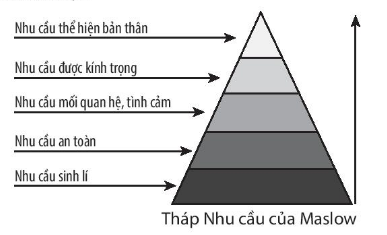 Nhu cầu thể hiện bản thân
Nhu cầu được kính trọng
Nhu cầu mối quan hệ, tình cảm
Nhu cầu an toàn
Nhu cầu sinh lí
Tháp Nhu cầu của Maslow